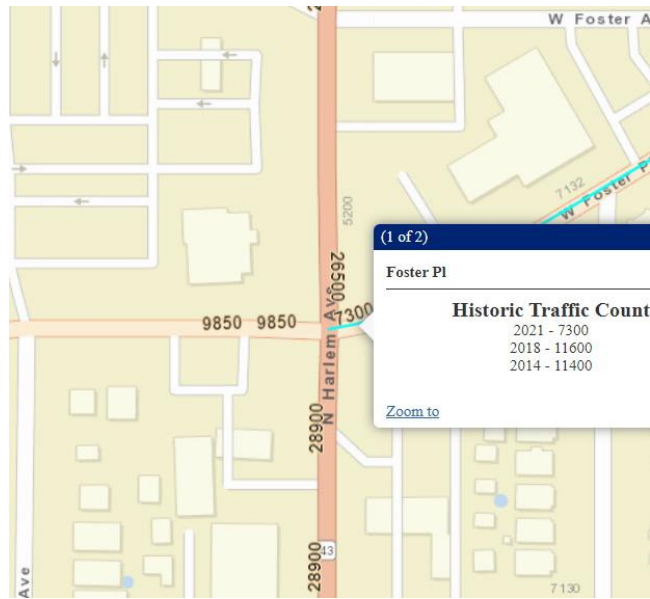 W Foster A
7132
W Foster P
5200
(1 of 2)
Foster Pl
26500
7300
9850 9850
N Harlem Ave
Historic Traffic Count
2021 - 7300
2018 - 11600
2014 - 11400
Zoom to
28900
43
28900
Ave
7130